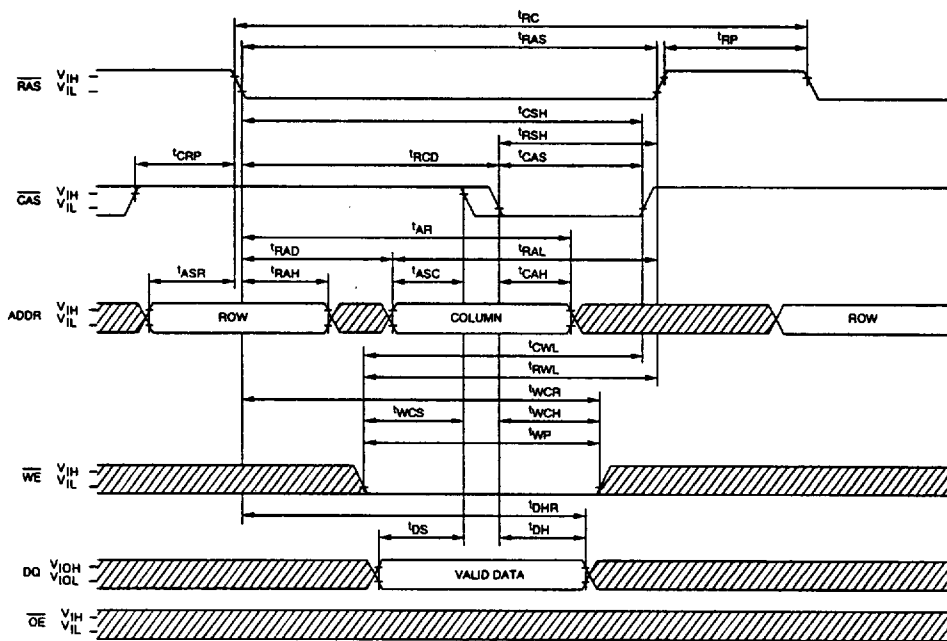 tRC
tRAS
tRP
RAS VIH
VIL
tCSH
tRSH
tCRP
tRCD
tCAS
CAS VIH
VIL
tAR
tRAD
tRAL
tASR
tRAH
tASC
tCAH
ADDR VIH
VIL
ROW
COLUMN
ROW
tCWL
tRWL
tWCR
tWCS
tWCH
tWP
WE VIH
VIL
tDHR
tDS
tDH
DQ VIOH
VIOL
VALID DATA
OE VIH
VIL